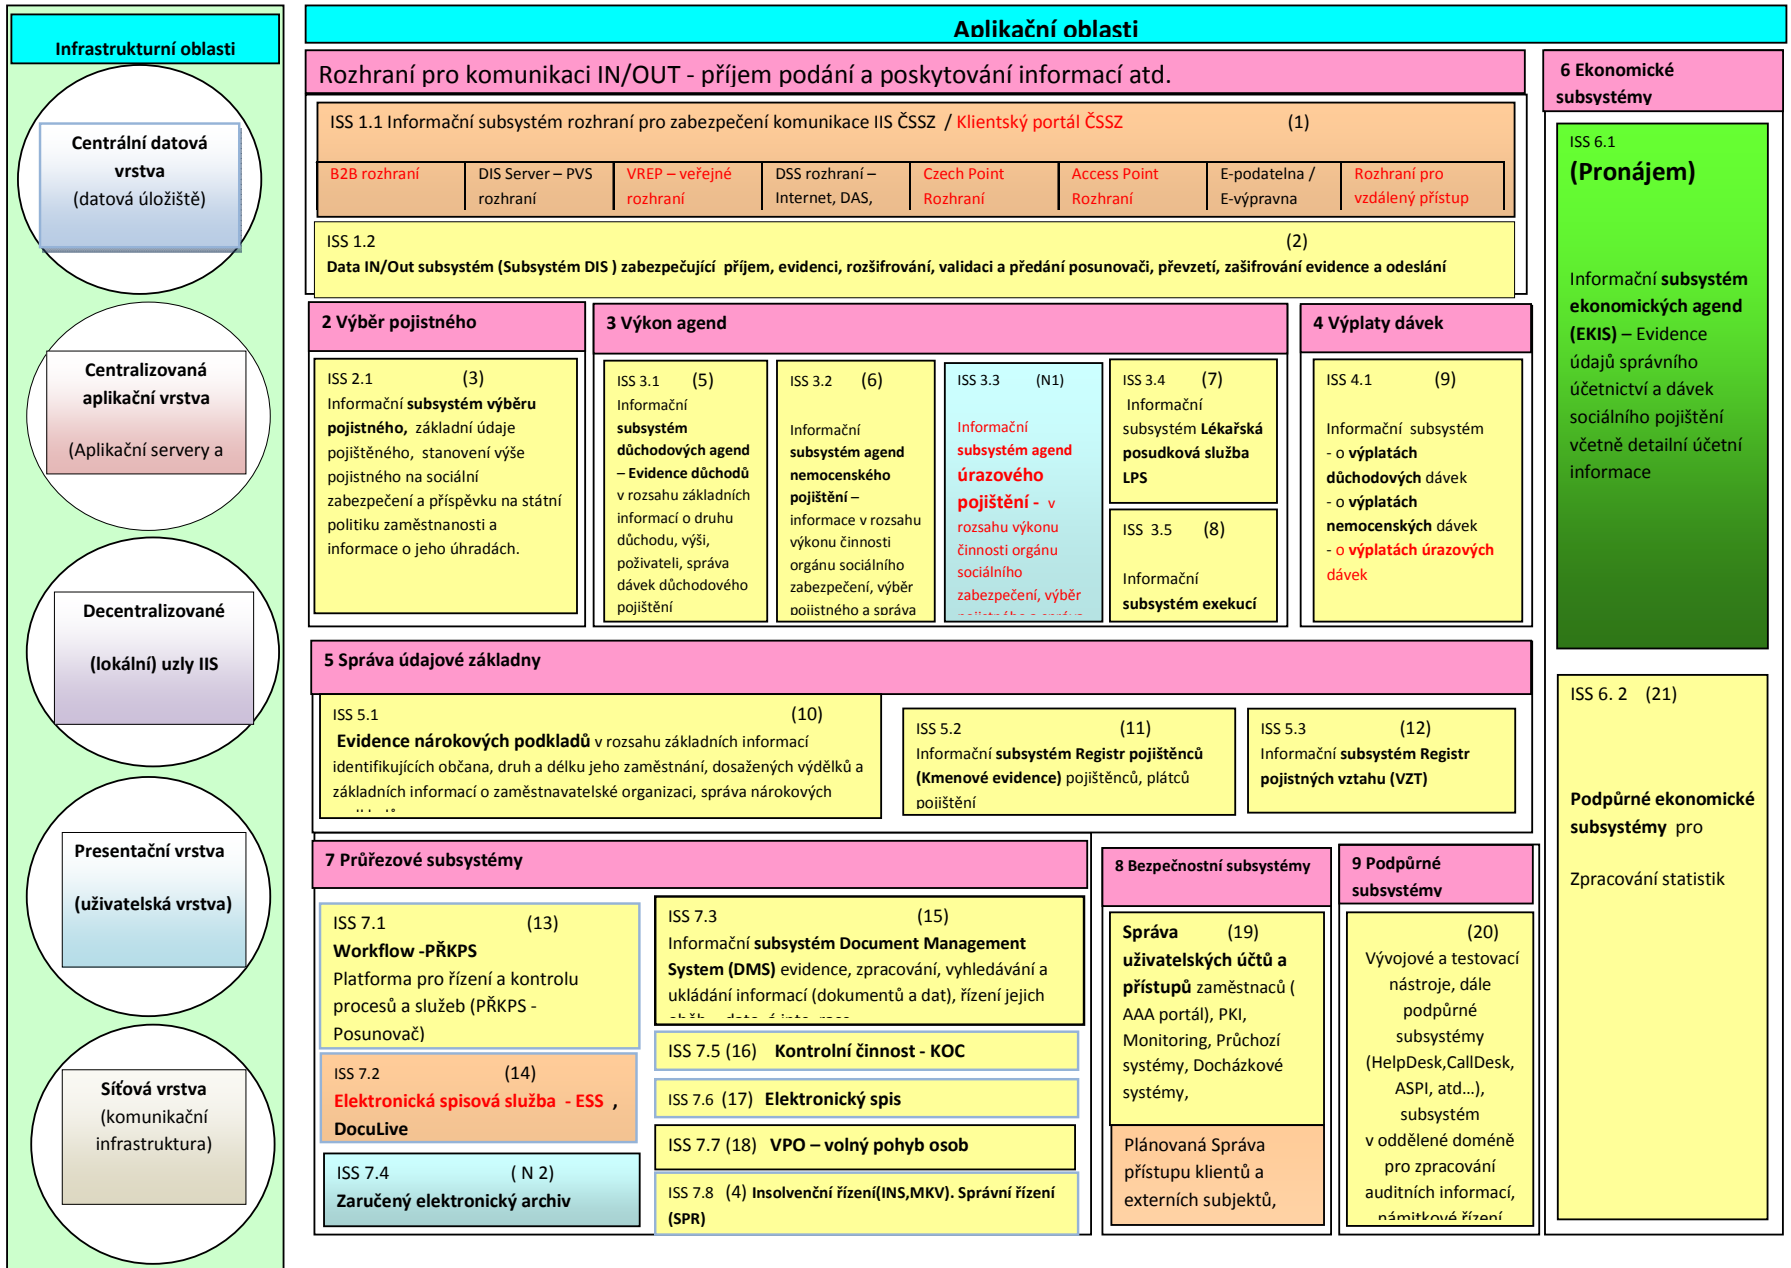 Infrastrukturní oblasti
Centrální datová
vrstva
(datová úložiště)
Centralizovaná
aplikační vrstva
(Aplikační servery a
Decentralizované
(lokální) uzly IIS
Presentační vrstva
(uživatelská vrstva)
Síťová vrstva
(komunikační
infrastruktura)
Aplikační oblasti
Rozhraní pro komunikaci IN/OUT - příjem podání a poskytování informací atd.
ISS 1.1 Informační subsystém rozhraní pro zabezpečení komunikace IIS ČSSZ / Klientský portál ČSSZ (1)
B2B rozhraní
DIS Server – PVS
rozhraní
VREP – veřejné
rozhraní
DSS rozhraní –
Internet, DAS,
Czech Point
Rozhraní
Access Point
Rozhraní
E-podatelna /
E-výpravna
Rozhraní pro
vzdálený přístup
ISS 1.2 (2)
Data IN/Out subsystém (Subsystém DIS ) zabezpečující příjem, evidenci, rozšifrování, validaci a předání posunovači, převzetí, zašifrování evidence a odeslání
2 Výběr pojistného
ISS 2.1 (3)
Informační subsystém výběru
pojistného, základní údaje
pojištěného, stanovení výše
pojistného na sociální
zabezpečení a příspěvku na státní
politiku zaměstnanosti a
informace o jeho úhradách.
3 Výkon agend
ISS 3.1 (5)
Informační
subsystém
důchodových agend
– Evidence důchodů
v rozsahu základních
informací o druhu
důchodu, výši,
poživateli, správa
dávek důchodového
pojištění
ISS 3.2 (6)
Informační
subsystém agend
nemocenského
pojištění –
informace v rozsahu
výkonu činnosti
orgánu sociálního
zabezpečení, výběr
pojistného a správa
ISS 3.3 (N1)
Informační
subsystém agend
úrazového
pojištění - v
rozsahu výkonu
činnosti orgánu
sociálního
zabezpečení, výběr
pojistného a správa
ISS 3.4 (7)
Informační
subsystém Lékařská
posudková služba
LPS
ISS 3.5 (8)
Informační
subsystém exekucí
4 Výplaty dávek
ISS 4.1 (9)
Informační subsystém
- o výplatách
důchodových dávek
- o výplatách
nemocenských dávek
- o výplatách úrazových
dávek
5 Správa údajové základny
ISS 5.1 (10)
Evidence nárokových podkladů v rozsahu základních informací
identifikujících občana, druh a délku jeho zaměstnání, dosažených výdělků a
základních informací o zaměstnavatelské organizaci, správa nárokových
ISS 5.2 (11)
Informační subsystém Registr pojištěnců
(Kmenové evidence) pojištěnců, plátců
pojištění
ISS 5.3 (12)
Informační subsystém Registr
pojistných vztahu (VZT)
7 Průřezové subsystémy
ISS 7.1 (13)
Workflow -PŘKPS
Platforma pro řízení a kontrolu
procesů a služeb (PŘKPS -
Posunovač)
ISS 7.2 (14)
Elektronická spisová služba - ESS ,
DocuLive
ISS 7.4 ( N 2)
Zaručený elektronický archiv
ISS 7.3 (15)
Informační subsystém Document Management
System (DMS) evidence, zpracování, vyhledávání a
ukládání informací (dokumentů a dat), řízení jejich
ISS 7.5 (16) Kontrolní činnost - KOC
ISS 7.6 (17) Elektronický spis
ISS 7.7 (18) VPO – volný pohyb osob
ISS 7.8 (4) Insolvenční řízení(INS,MKV). Správní řízení
(SPR)
8 Bezpečnostní subsystémy
Správa (19)
uživatelských účtů a
přístupů zaměstnaců (
AAA portál), PKI,
Monitoring, Průchozí
systémy, Docházkové
systémy,
Plánovaná Správa
přístupu klientů a
externích subjektů,
9 Podpůrné
subsystémy
(20)
Vývojové a testovací
nástroje, dále
podpůrné
subsystémy
(HelpDesk,CallDesk,
ASPI, atd...),
subsystém
v oddělené doméně
pro zpracování
auditních informací,
námitkové řízení
6 Ekonomické
subsystémy
ISS 6.1
(Pronájem)
Informační subsystém
ekonomických agend
(EKIS) – Evidence
údajů správního
účetnictví a dávek
sociálního pojištění
včetně detailní účetní
informace
ISS 6. 2 (21)
Podpůrné ekonomické
subsystémy pro
Zpracování statistik